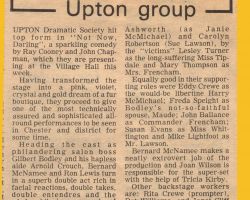 Upton group
UPTON Dramatic Society hit
top form in "Not Now,
Darling", a sparkling comedy
by Ray Cooney and John Chap-
man, which they are present-
ing at the Village Hall this
week.
Having transformed the
stage into a pink, violet,
crystal and gold dream of a fur
boutique, they proceed to give
one of the most technically
assured and sophisticated all-
round performances to be seen
in Chester and district for
some time.
Heading the cast as
philandering salon boss
Gilbert Bodley and his hapless
side Arnold Crouch, Bernard
McNamee and Ron Lewis turn
in a superb double act rich in
facial reactions, double takes,
double entendres and the
Ashworth (as Janie
McMichael) and Carolyn
Robertson (Sue Lawson), by
the "victims" Lesley Turner
as the long-suffering Miss Tip-
dale and Mary Thompson as
Mrs. Frencham.
Equally good in their support-
ing roles were Eddy Crewe as
the would-be libertine (Harry
McMichael); Freda Speight as
Bodley's not-so-faithful
spouse, Maude; John Ballance
as Commander Frencham;
Susan Evans as Miss Whit-
tington and Mike Lightfoot as
Mr. Lawson.
Bernard McNamee makes a
neatly extrovert job of the
production and Joan Wilson is
responsible for the super-set
with the help of Tricia Kirby.
Other backstage workers
are: Rita Crewe (prompter),